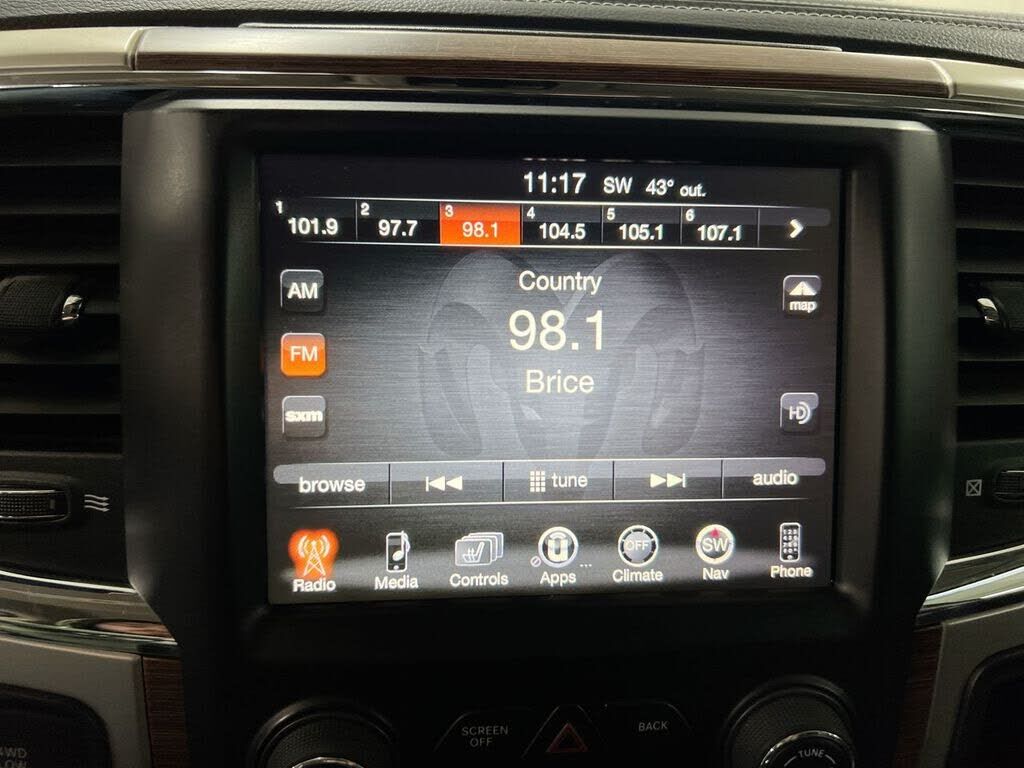 11:17 SW 43° out.
1 2 3 4 5 6
101.9 97.7 98.1 104.5 105.1 107.1
AM Country map
98.1
FM Brice
sxm HD
browse tune audio
OFF SW
Radio Media Controls Apps Climate Nav Phone
SCREEN OFF BACK
4WD LOW TUNE